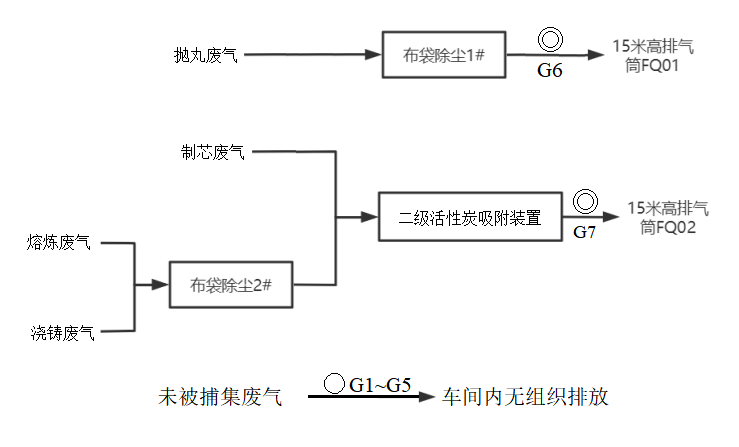 抛丸废气
布袋除尘1#
G6
15米高排气
筒FQ01
制芯废气
二级活性炭吸附装置
G7
15米高排气
筒FQ02
熔炼废气
布袋除尘2#
浇铸废气
未被捕集废气
G1~G5
车间内无组织排放